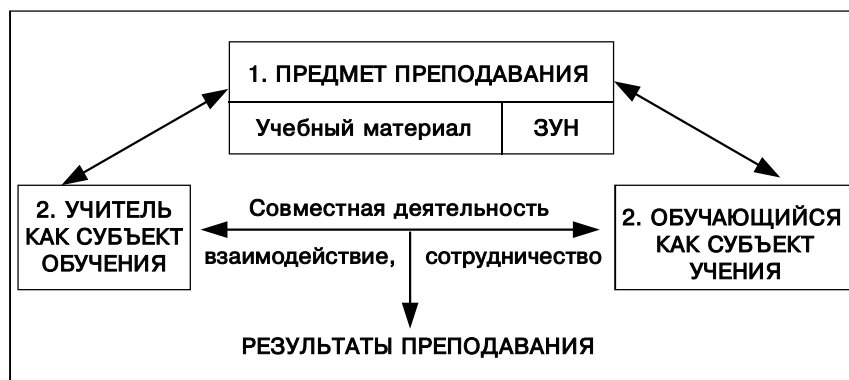 1. ПРЕДМЕТ ПРЕПОДАВАНИЯ
Учебный материал ЗУН
2. УЧИТЕЛЬ
КАК СУБЪЕКТ
ОБУЧЕНИЯ
Совместная деятельность
взаимодействие, сотрудничество
2. ОБУЧАЮЩИЙСЯ
КАК СУБЪЕКТ
УЧЕНИЯ
РЕЗУЛЬТАТЫ ПРЕПОДАВАНИЯ